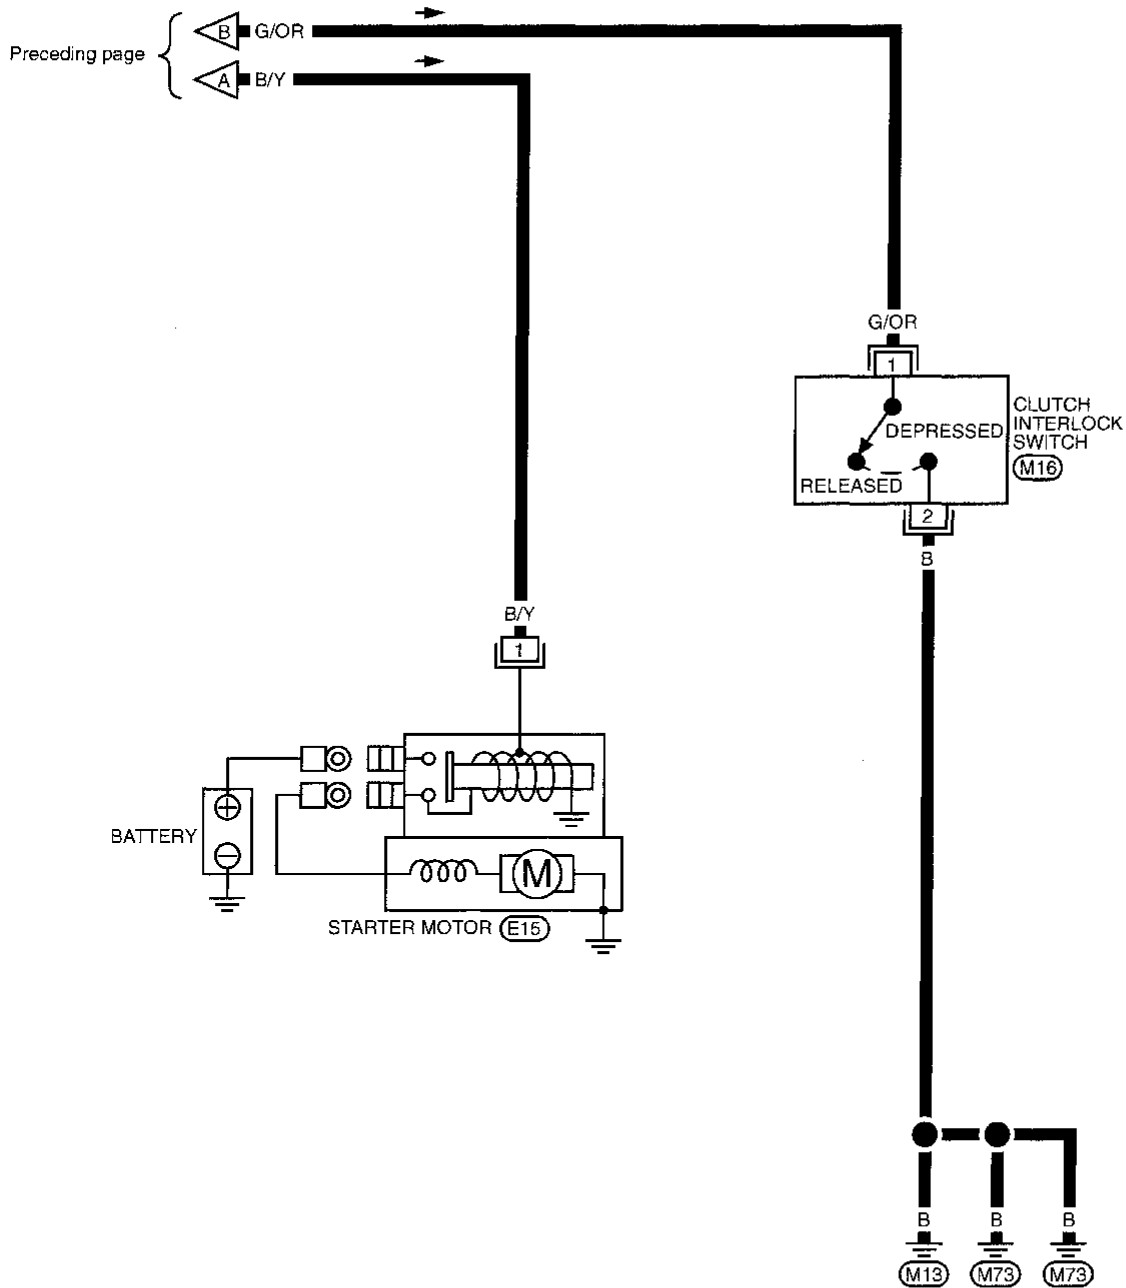 B G/OR
Preceding page
A B/Y
G/OR
1
CLUTCH
INTERLOCK
SWITCH
M16
DEPRESSED
RELEASED
2
B
B/Y
1
BATTERY
M
STARTER MOTOR E15
B B B
M13 M73 M73